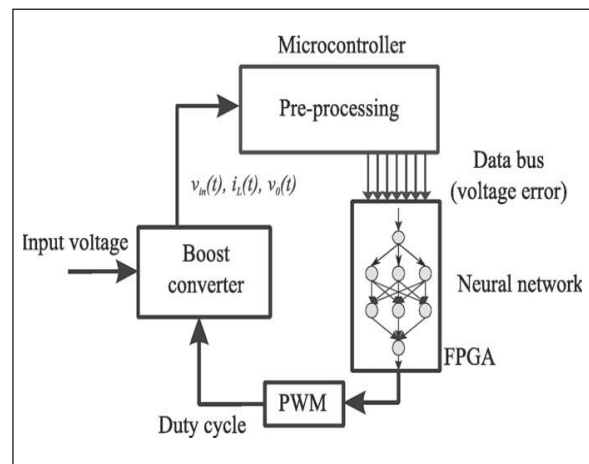 Microcontroller
Pre-processing
Data bus
(voltage error)
v_in(t), i_L(t), v_0(t)
Input voltage
Boost
converter
Neural network
FPGA
PWM
Duty cycle